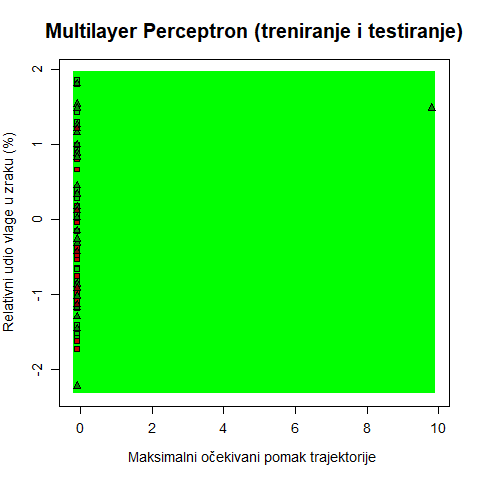 Multilayer Perceptron (treniranje i testiranje)
Relativni udio vlage u zraku (%)
2
1
0
-1
-2
0 2 4 6 8 10
Maksimalni očekivani pomak trajektorije